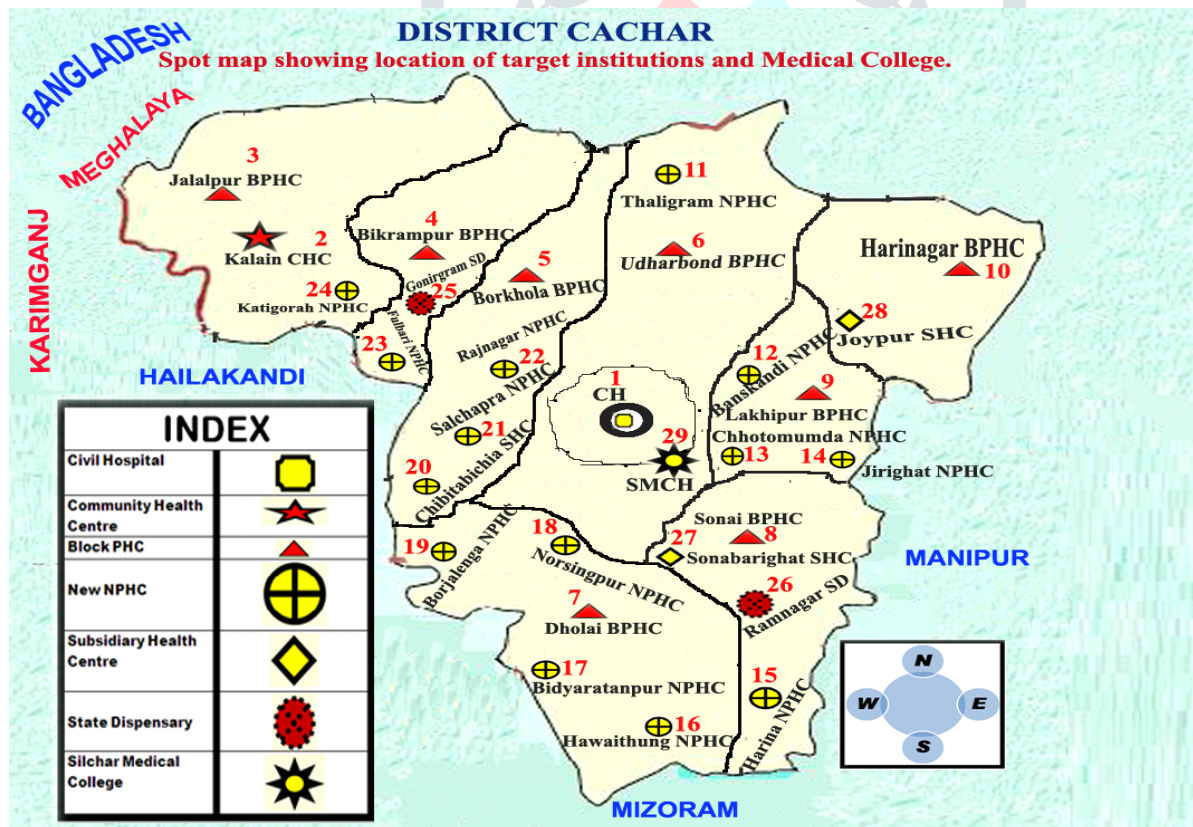 DISTRICT CACHAR
Spot map showing location of target institutions and Medical College.
BANGLADESH
MEGHALAYA
KARIMGANJ
HAILAKANDI
MANIPUR
MIZORAM
3
Jalalpur BPHC
2
Kalain CHC
24
Katigorah NPHC
4
Bikrampur BPHC
Gonirgram SD
25
23
Fulbari NPHC
5
Borkhola BPHC
Rajnagar NPHC
22
Salchapra NPHC
21
20
Chibitabichia SHC
11
Thaligram NPHC
6
Udharbond BPHC
1
CH
29
SMCH
Harinagar BPHC
10
28
Joypur SHC
12
Banskandi NPHC
9
Lakhipur BPHC
Chhotomumda NPHC
13
14
Jirighat NPHC
Sonai BPHC
8
27
Sonabarighat SHC
26
Ramnagar SD
15
Harina NPHC
19
Borjalenga NPHC
18
Norsingpur NPHC
7
Dholai BPHC
17
Bidyaratanpur NPHC
16
Hawaithung NPHC
INDEX
Civil Hospital
Community Health
Centre
Block PHC
New NPHC
Subsidiary Health
Centre
State Dispensary
Silchar Medical
College
N
W
E
S